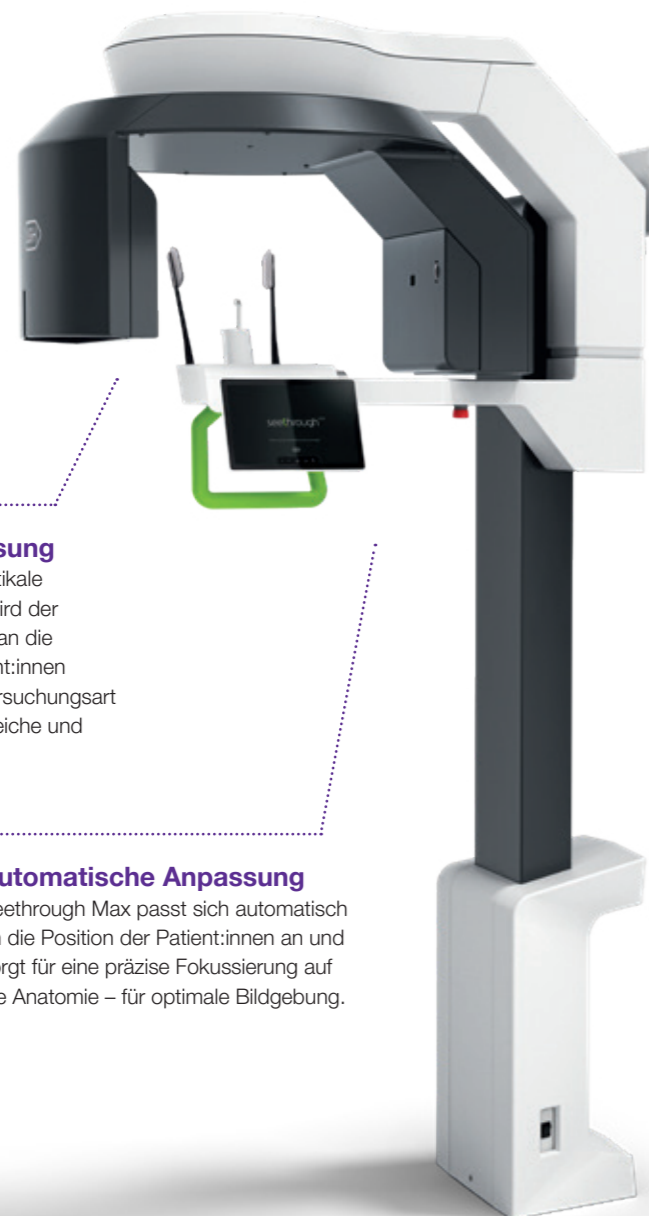 seethrough
sung
tikale
ird der
an die
nt:innen
rsuchungsart
eiche und
utomatische Anpassung
eethrough Max passt sich automatisch
n die Position der Patient:innen an und
rgt für eine präzise Fokussierung auf
e Anatomie – für optimale Bildgebung.